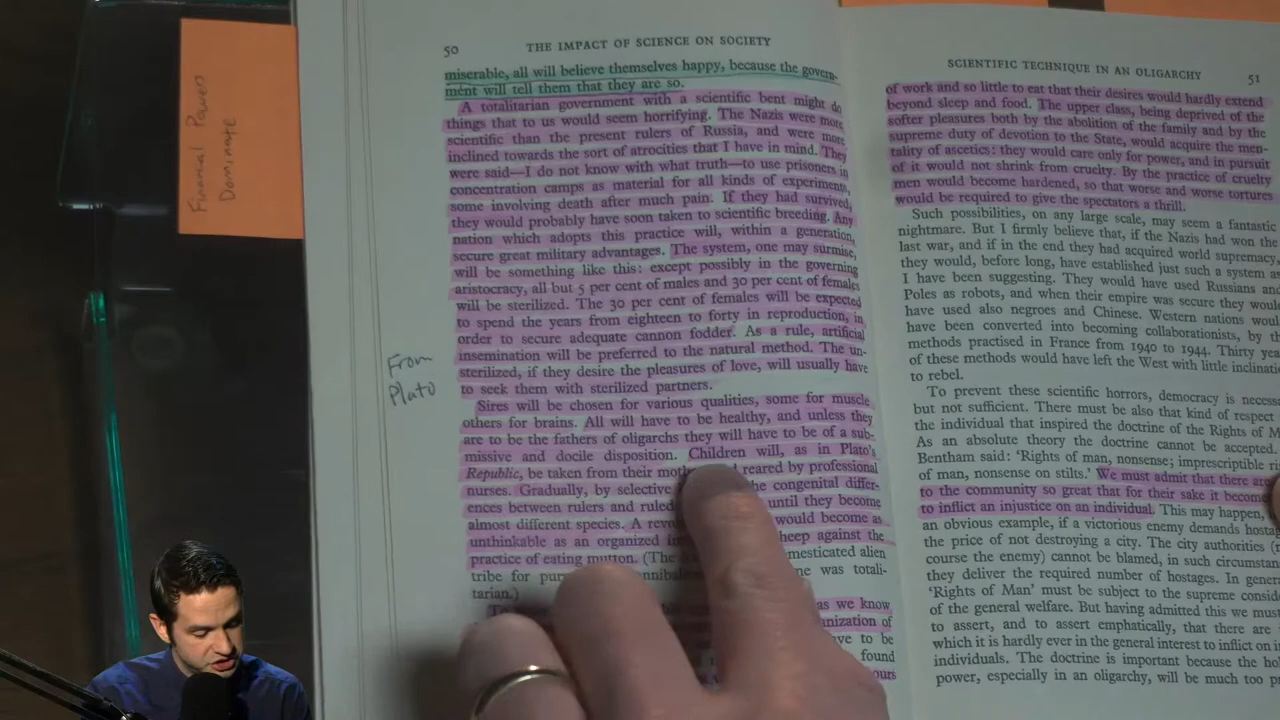 Financial Power
Dominate
50
THE IMPACT OF SCIENCE ON SOCIETY
miserable, all will believe themselves happy, because the govern-
ment will tell them that they are so.
A totalitarian government with a scientific bent might do
things that to us would seem horrifying. The Nazis were more
scientific than the present rulers of Russia, and were more
inclined towards the sort of atrocities that I have in mind. They
were said—I do not know with what truth—to use prisoners in
concentration camps as material for all kinds of experiments,
some involving death after much pain. If they had survived,
they would probably have soon taken to scientific breeding. Any
nation which adopts this practice will, within a generation,
secure great military advantages. The system, one may surmise,
will be something like this: except possibly in the governing
aristocracy, all but 5 per cent of males and 30 per cent of females
will be sterilized. The 30 per cent of females will be expected
to spend the years from eighteen to forty in reproduction, in
order to secure adequate cannon fodder. As a rule, artificial
insemination will be preferred to the natural method. The un-
sterilized, if they desire the pleasures of love, will usually have
to seek them with sterilized partners.
From
Plato
Sires will be chosen for various qualities, some for muscle
others for brains. All will have to be healthy, and unless they
are to be the fathers of oligarchs they will have to be of a sub-
missive and docile disposition. Children will, as in Plato's
Republic, be taken from their reared by professional
nurses. Gradually, by selective congenital differ-
ences between rulers and ruled until they become
almost different species. A would become as
unthinkable as an organized against the
practice of eating mutton. alien
tribe for was totali-
tarian.)
as we know
of
to be
found
SCIENTIFIC TECHNIQUE IN AN OLIGARCHY
51
of work and so little to eat that their desires would hardly extend
beyond sleep and food. The upper class, being deprived of the
softer pleasures both by the abolition of the family and by the
supreme duty of devotion to the State, would acquire the men-
tality of ascetics: they would care only for power, and in pursuit
of it would not shrink from cruelty. By the practice of cruelty
men would become hardened, so that worse and worse tortures
would be required to give the spectators a thrill.
Such possibilities, on any large scale, may seem a fantastic
nightmare. But I firmly believe that, if the Nazis had won the
last war, and if in the end they had acquired world supremacy,
they would, before long, have established just such a system as
I have been suggesting. They would have used Russians and
Poles as robots, and when their empire was secure they would
have used also negroes and Chinese. Western nations would
have been converted into becoming collaborationists, by the
methods practised in France from 1940 to 1944. Thirty
of these methods would have left the West with little
to rebel.
To prevent these scientific horrors, democracy is
but not sufficient. There must be also that kind of respect
the individual that inspired the doctrine of the Rights of
As an absolute theory the doctrine cannot be accepted.
Bentham said: 'Rights of man, nonsense; imprescriptible
of man, nonsense on stilts.' We must admit that there are
to the community so great that for their sake it
to inflict an injustice on an individual. This may happen,
an obvious example, if a victorious enemy demands
the price of not destroying a city. The city authorities
course the enemy) cannot be blamed, in such
they deliver the required number of hostages. In
'Rights of Man' must be subject to the supreme
of the general welfare. But having admitted this we must
to assert, and to assert emphatically, that there are
which it is hardly ever in the general interest to inflict on
individuals. The doctrine is important because the
power, especially in an oligarchy, will be much too